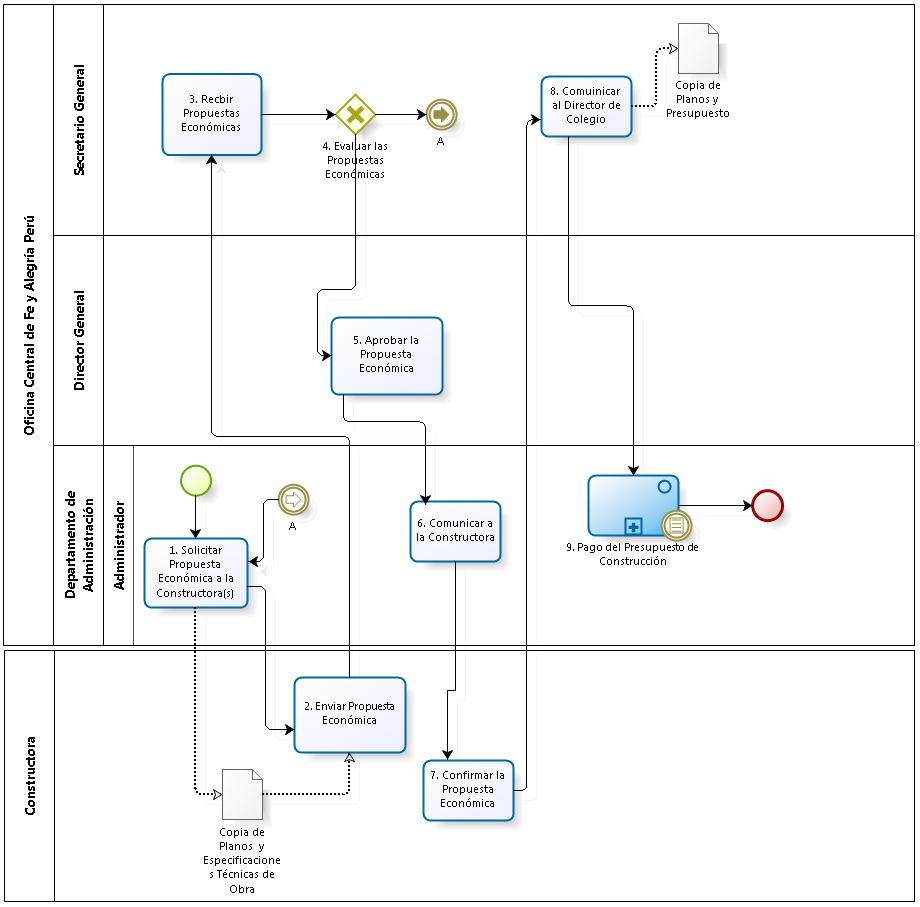 Oficina Central de Fe y Alegría Perú
Secretario General
3. Recbir
Propuestas
Económicas
4. Evaluar las
Propuestas
Económicas
A
8. Comuinicar
al Director de
Colegio
Copia de
Planos y
Presupuesto
Director General
5. Aprobar la
Propuesta
Económica
Departamento de
Administración
Administrador
1. Solicitar
Propuesta
Económica a la
Constructora(s)
A
6. Comunicar a
la Constructora
9. Pago del Presupuesto de
Construcción
Constructora
2. Enviar Propuesta
Económica
7. Confirmar la
Propuesta
Económica
Copia de
Planos y
Especificacione
s Técnicas de
Obra